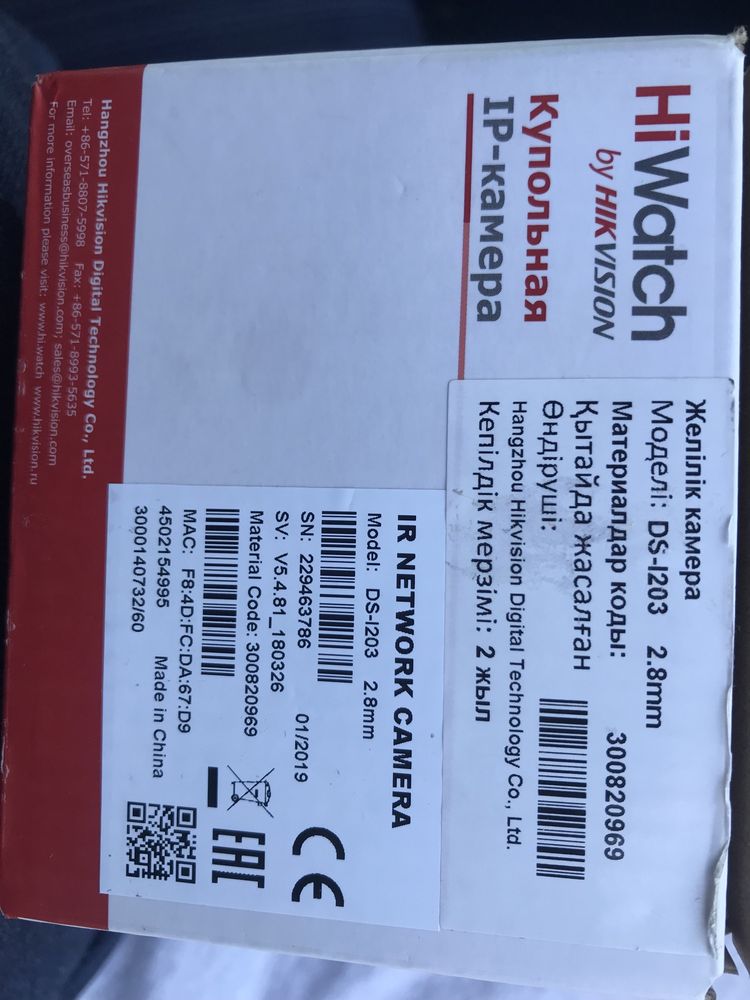 HiWatch
by HIKVISION
Купольная
IP-камера
Желілік камера
Моделі: DS-I203 2.8mm
Материалдар коды: 300820969
Қытайда жасалған
Өндіруші:
Hangzhou Hikvision Digital Technology Co., Ltd.
Кепілдік мерзімі: 2 жыл
IR NETWORK CAMERA
Model: DS-I203 2.8mm
SN: 229463786 01/2019
SV: V5.4.81_180326
Material Code: 300820969
MAC: F8:4D:FC:DA:67:D9
4502154995 Made in China
3000140732/60
CE
EAC
Hangzhou Hikvision Digital Technology Co., Ltd.
Tel: +86-571-8807-5998 Fax: +86-571-8993-5635
Email: overseasbusiness@hikvision.com; sales@hikvision.com
For more information please visit: www.hi.watch www.hikvision.ru